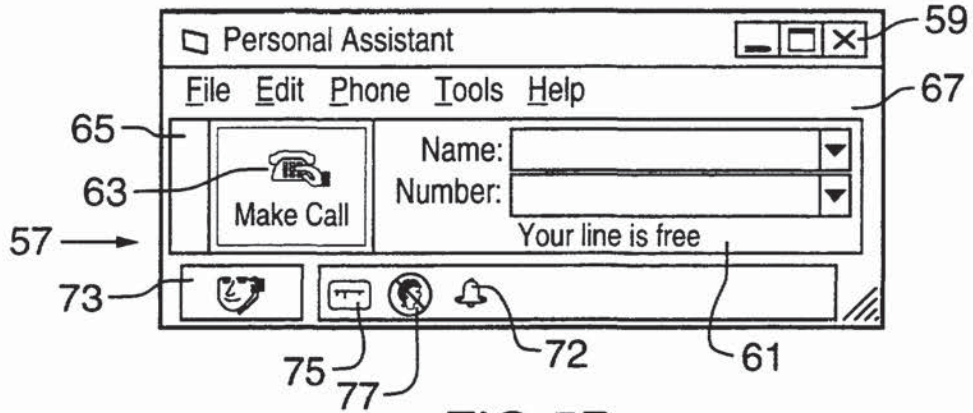 Personal Assistant
59
File Edit Phone Tools Help
67
65
Name:
63
Number:
Make Call
Your line is free
57
73
75
77
72
61